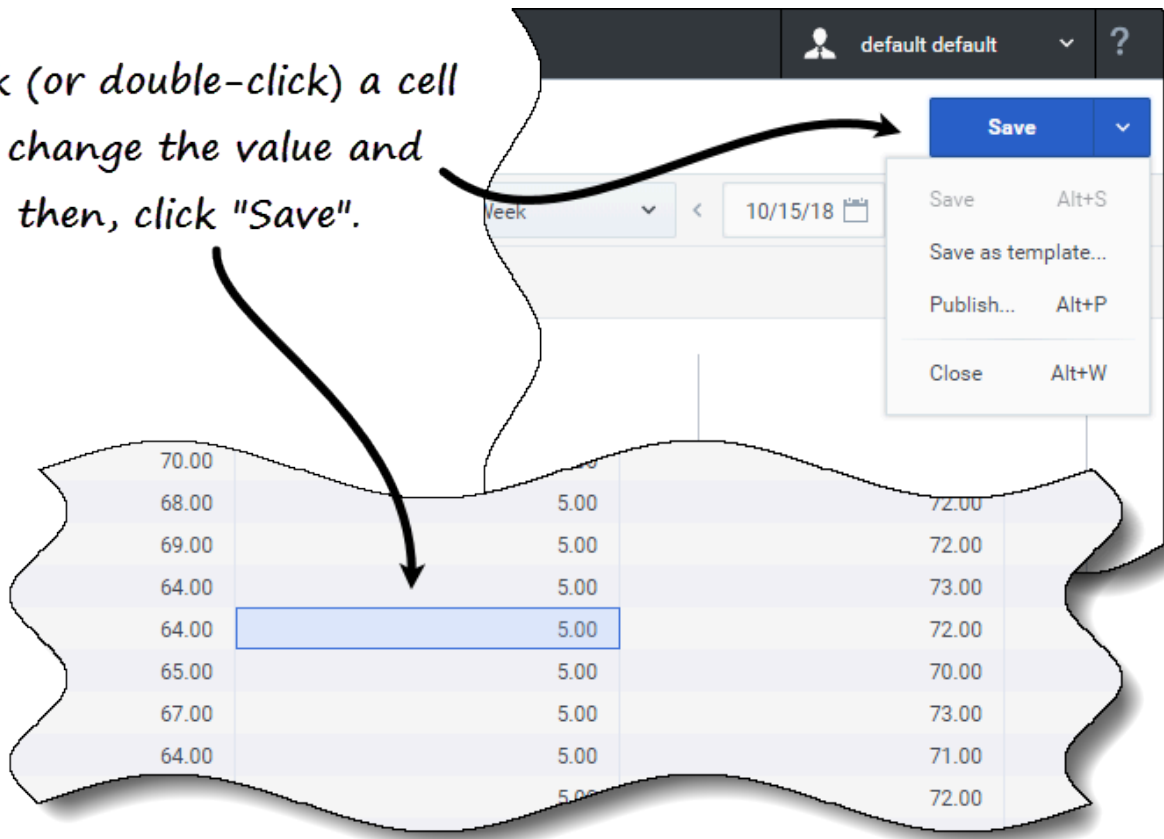 default default ?
k (or double-click) a cell
change the value and
then, click "Save".
Save
Week < 10/15/18
Save Alt+S
Save as template...
Publish... Alt+P
Close Alt+W
70.00
68.00 5.00 72.00
69.00 5.00 72.00
64.00 5.00 73.00
64.00 5.00 72.00
65.00 5.00 70.00
67.00 5.00 73.00
64.00 5.00 71.00
5.00 72.00